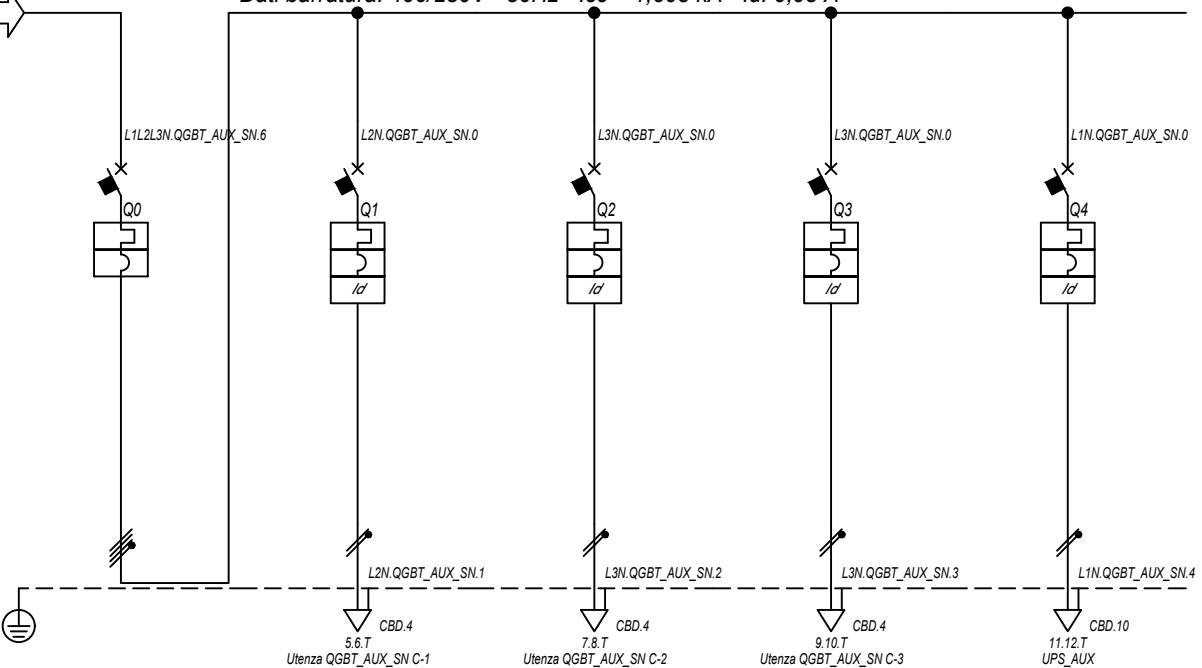 L1L2L3N.QGBT_AUX_SN.6
L2N.QGBT_AUX_SN.0
L3N.QGBT_AUX_SN.0
L3N.QGBT_AUX_SN.0
L1N.QGBT_AUX_SN.0
Q0
Q1
Q2
Q3
Q4
Id
Id
Id
Id
L2N.QGBT_AUX_SN.1
L3N.QGBT_AUX_SN.2
L3N.QGBT_AUX_SN.3
L1N.QGBT_AUX_SN.4
CBD.4
CBD.4
CBD.4
CBD.10
5.6.T
7.8.T
9.10.T
11.12.T
Utenza QGBT_AUX_SN C-1
Utenza QGBT_AUX_SN C-2
Utenza QGBT_AUX_SN C-3
UPS_AUX